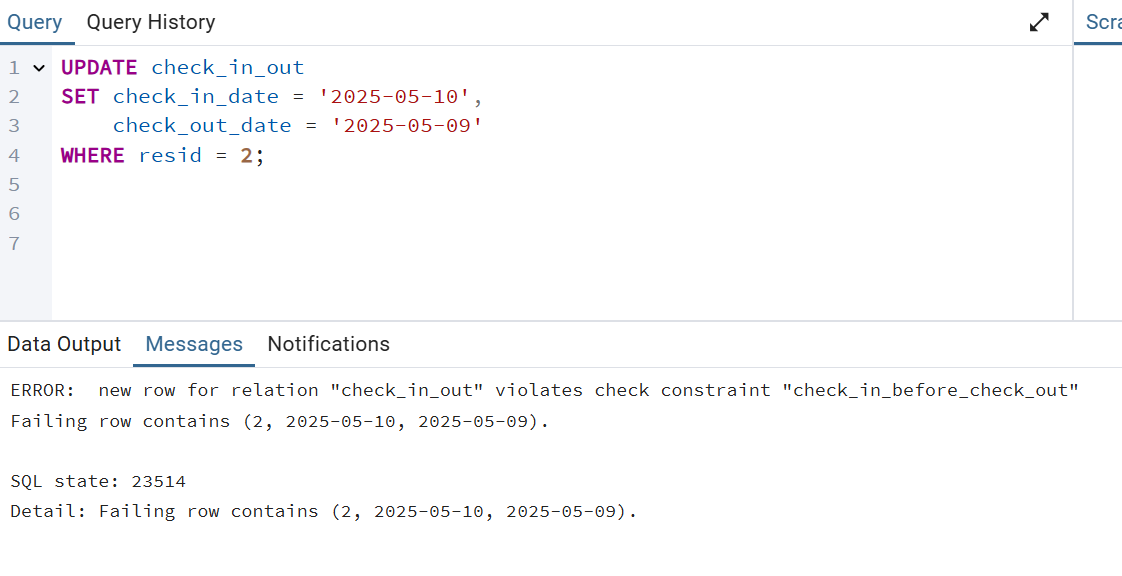 Query Query History
Scra
1 UPDATE check_in_out
2 SET check_in_date = '2025-05-10',
3 check_out_date = '2025-05-09'
4 WHERE resid = 2;
5
6
7
Data Output Messages Notifications
ERROR:  new row for relation "check_in_out" violates check constraint "check_in_before_check_out"
Failing row contains (2, 2025-05-10, 2025-05-09).
SQL state: 23514
Detail: Failing row contains (2, 2025-05-10, 2025-05-09).